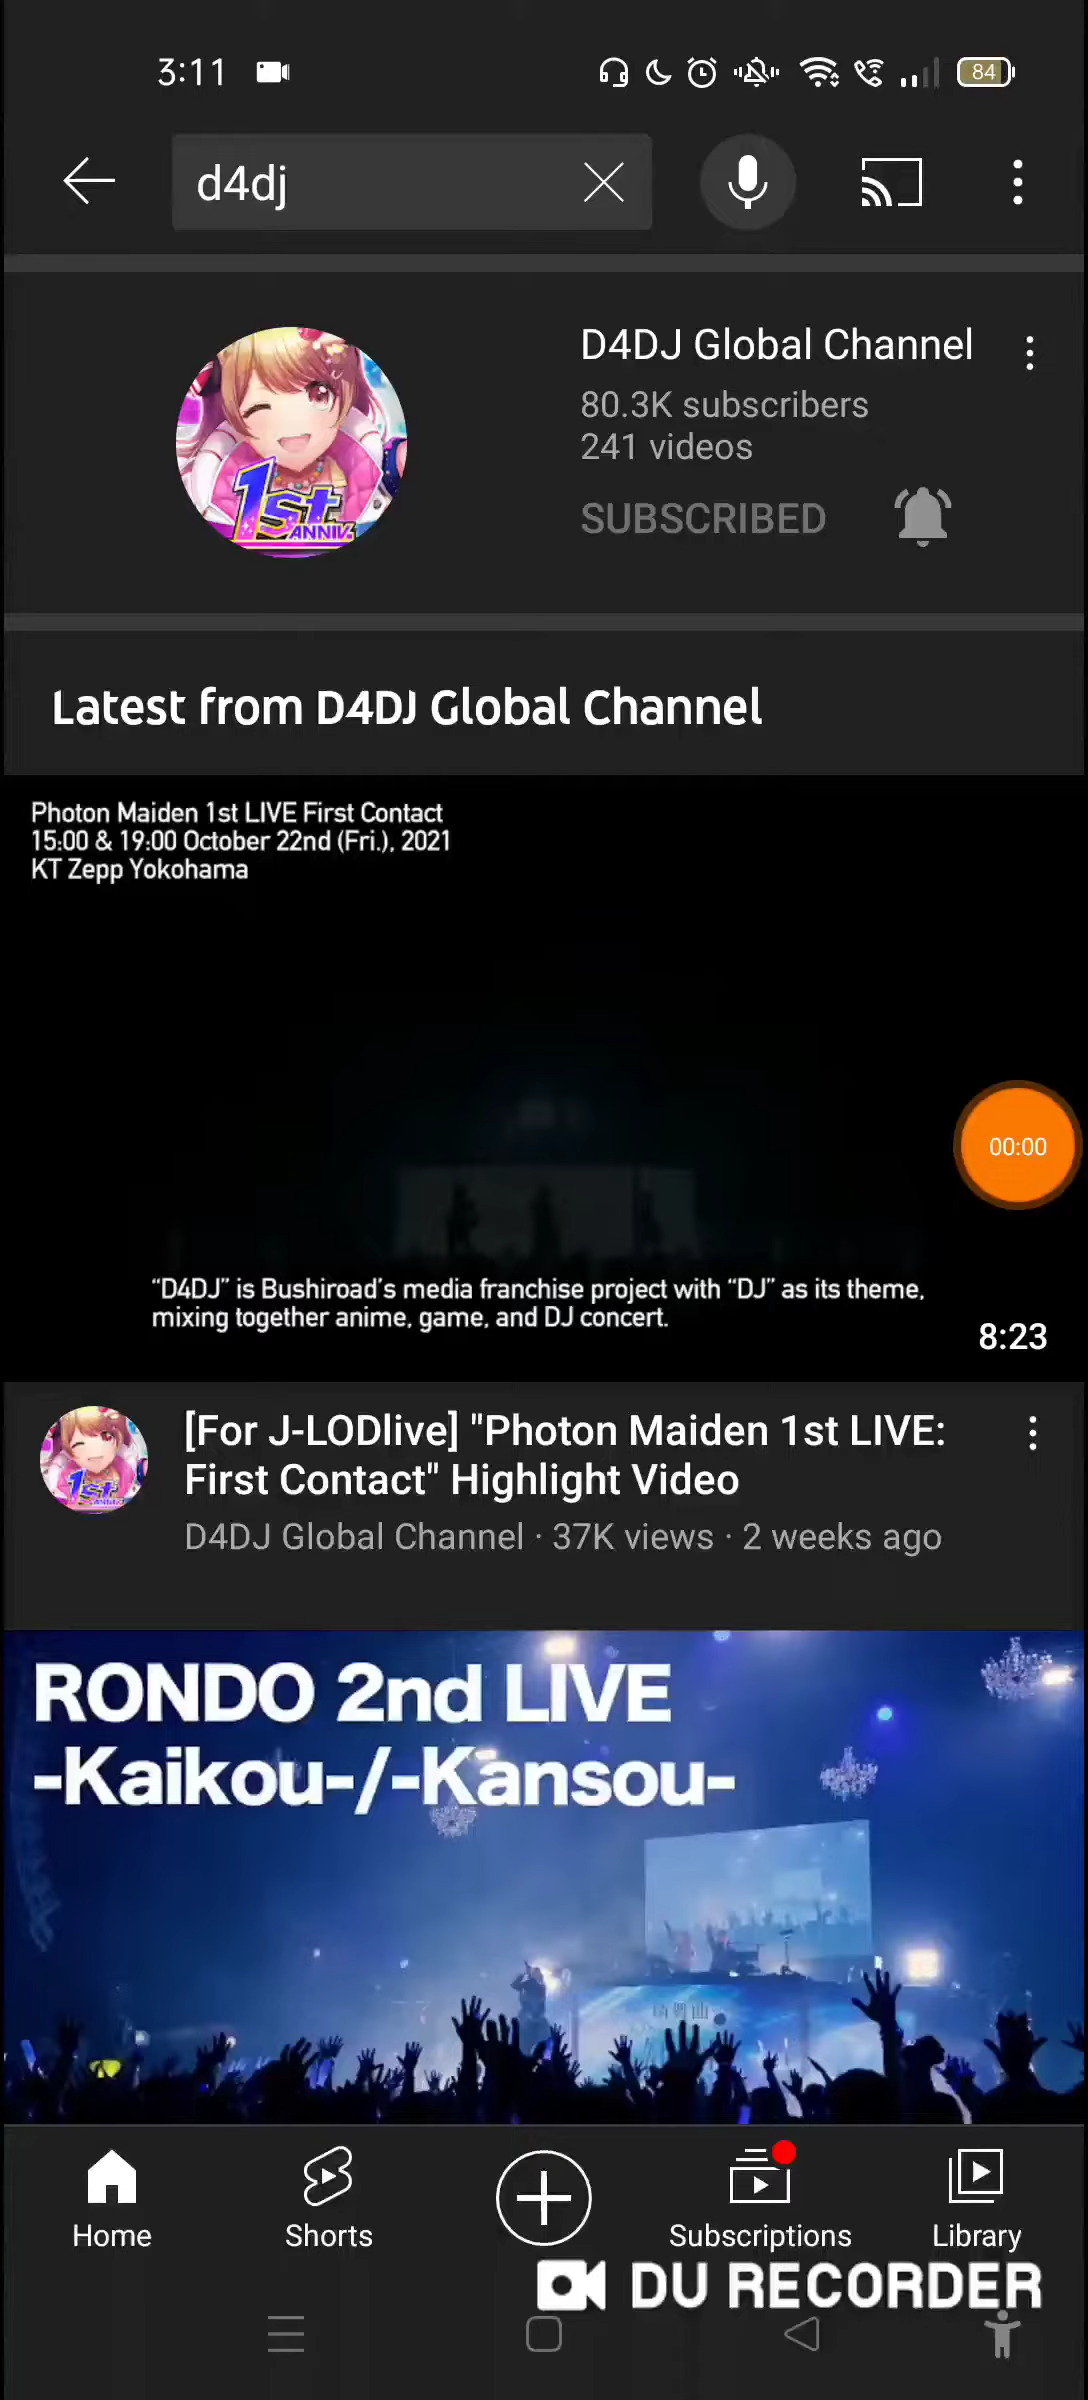 3:11
84
d4dj
D4DJ Global Channel
80.3K subscribers
241 videos
SUBSCRIBED
1st
ANNIV.
Latest from D4DJ Global Channel
Photon Maiden 1st LIVE First Contact
15:00 & 19:00 October 22nd (Fri.), 2021
KT Zepp Yokohama
00:00
“D4DJ” is Bushiroad’s media franchise project with “DJ” as its theme,
mixing together anime, game, and DJ concert.
8:23
[For J-LODlive] "Photon Maiden 1st LIVE:
First Contact" Highlight Video
1st
D4DJ Global Channel · 37K views · 2 weeks ago
RONDO 2nd LIVE
-Kaikou-/-Kansou-
Home
Shorts
Subscriptions
Library
DU RECORDER